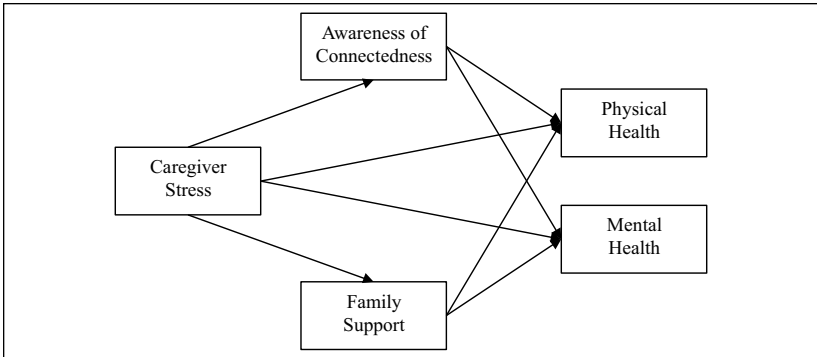 Awareness of
Connectedness
Physical
Health
Caregiver
Stress
Mental
Health
Family
Support